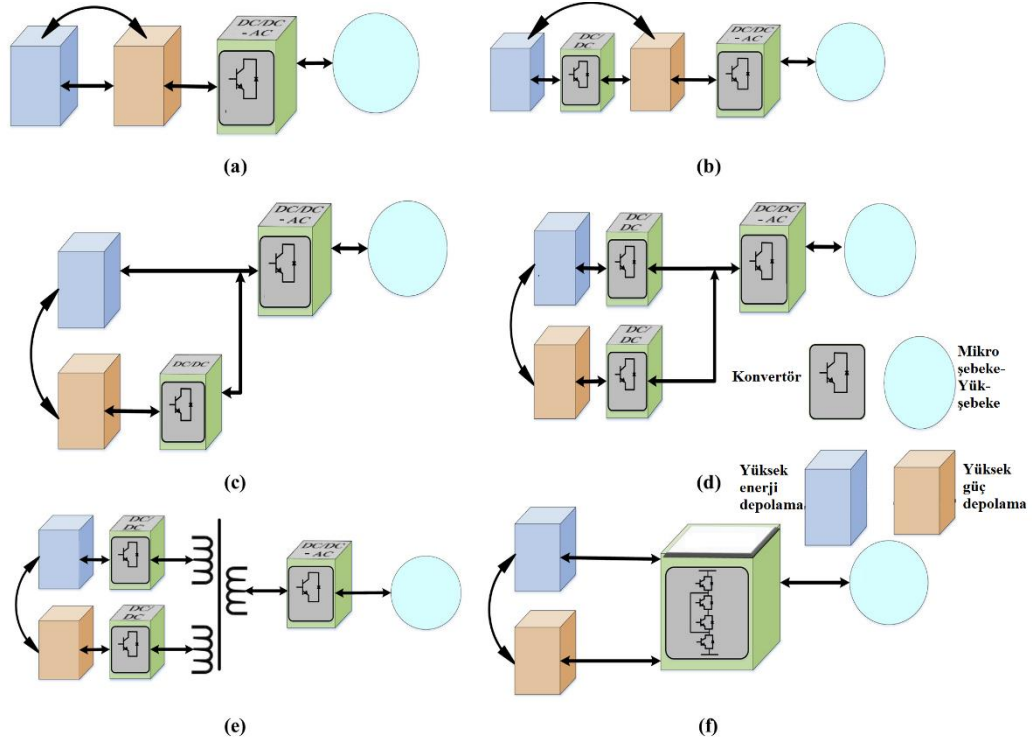 DC/DC
- AC
(a)
DC/
DC
DC/DC
- AC
(b)
DC/DC
- AC
DC/DC
(c)
DC/
DC
DC/
DC
DC/DC
- AC
(d)
Konvertör
Mikro
şebeke-
Yük-
şebeke
Yüksek
enerji
depolama
Yüksek
güç
depolama
DC/
DC
DC/
DC
DC/DC
- AC
(e)
(f)